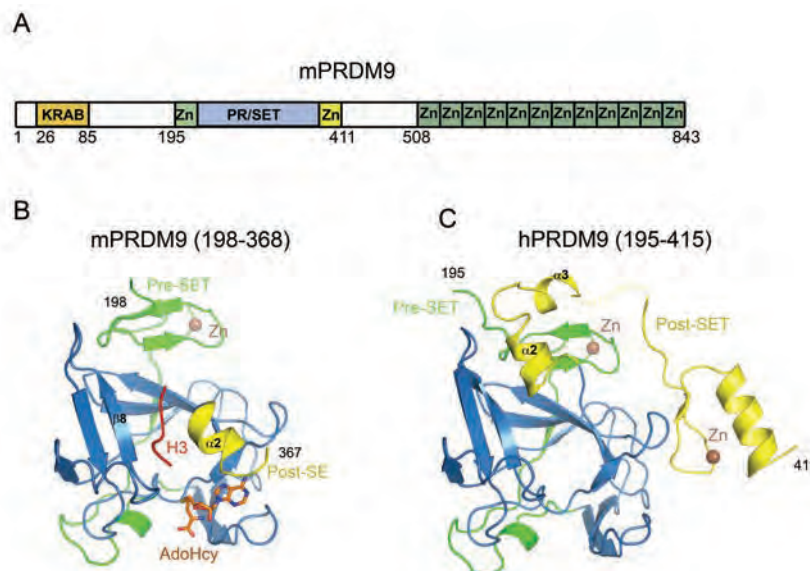 A
mPRDM9
KRAB Zn PR/SET Zn Zn Zn Zn Zn Zn Zn Zn Zn Zn Zn Zn Zn
1 26 85 195 411 508 843
B
mPRDM9 (198-368)
Pre-SET
198
Zn
β8
H3
α2
367
Post-SE
AdoHcy
C
hPRDM9 (195-415)
195
α3
Pre-SET
Zn
Post-SET
α2
Zn
41